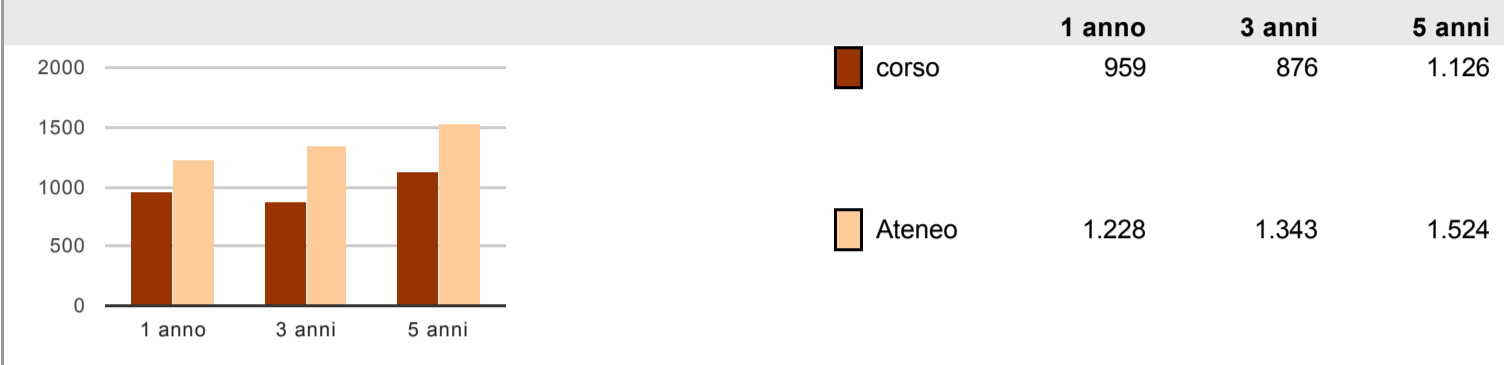 1 anno 3 anni 5 anni
2000
1500
1000
500
0
1 anno 3 anni 5 anni
corso 959 876 1.126
Ateneo 1.228 1.343 1.524